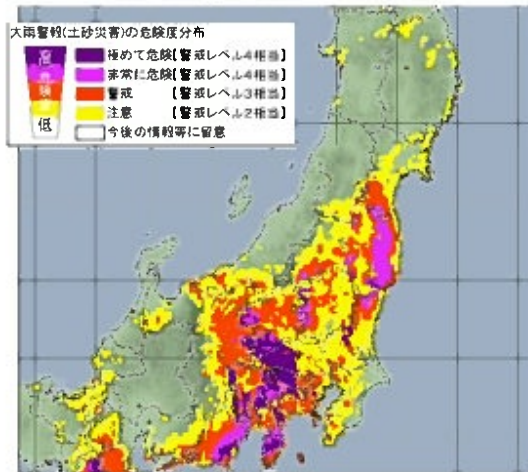 大雨警報(土砂災害)の危険度分布
高
危
険
度
低
極めて危険【警戒レベル4相当】
非常に危険【警戒レベル4相当】
警戒 【警戒レベル3相当】
注意 【警戒レベル2相当】
今後の情報等に留意